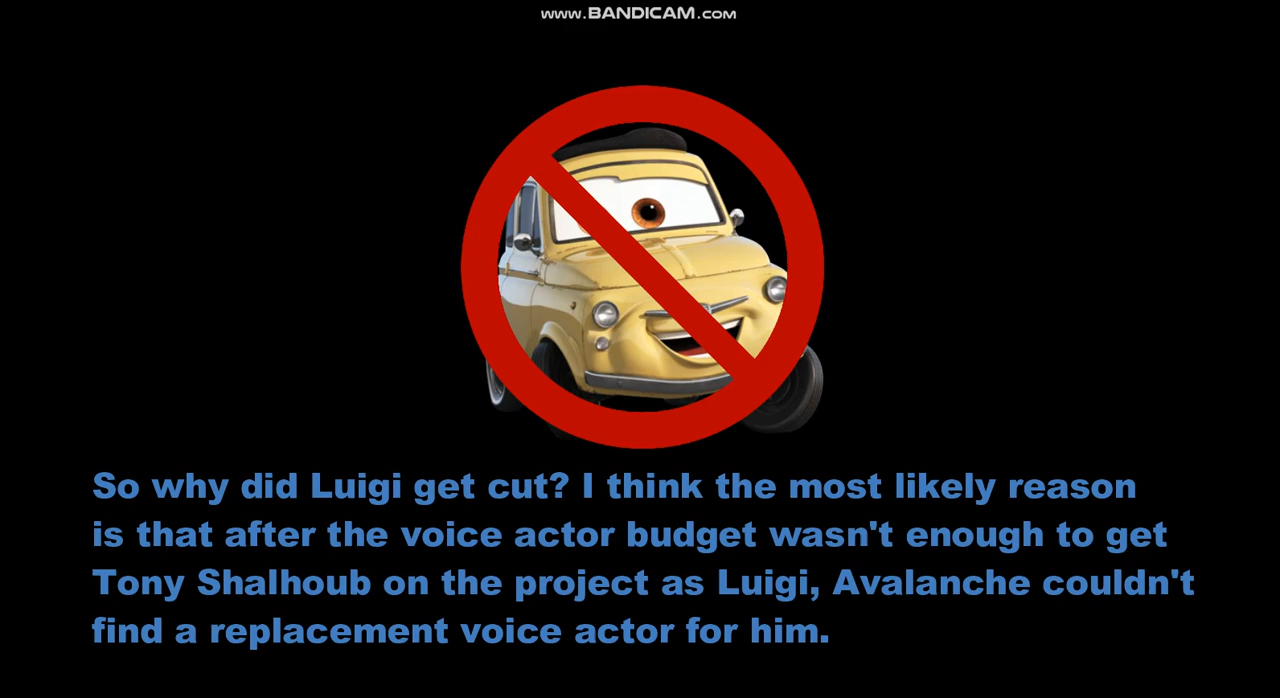 www.BANDICAM.com
So why did Luigi get cut? I think the most likely reason
is that after the voice actor budget wasn't enough to get
Tony Shalhoub on the project as Luigi, Avalanche couldn't
find a replacement voice actor for him.